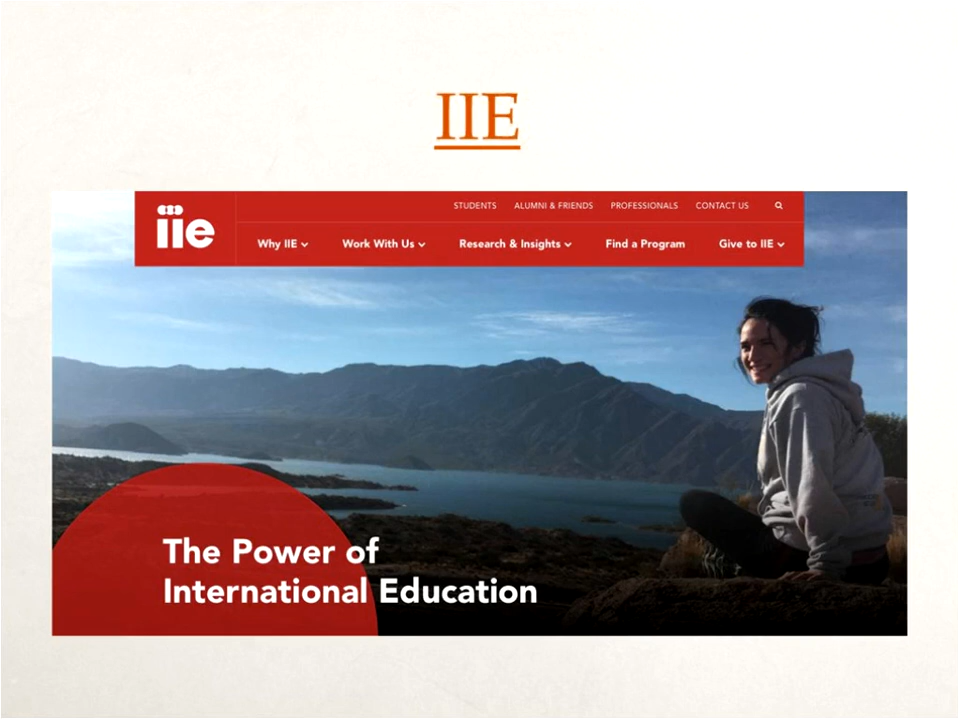 IIE
iie
STUDENTS ALUMNI & FRIENDS PROFESSIONALS CONTACT US
Why IIE Work With Us Research & Insights Find a Program Give to IIE
The Power of
International Education